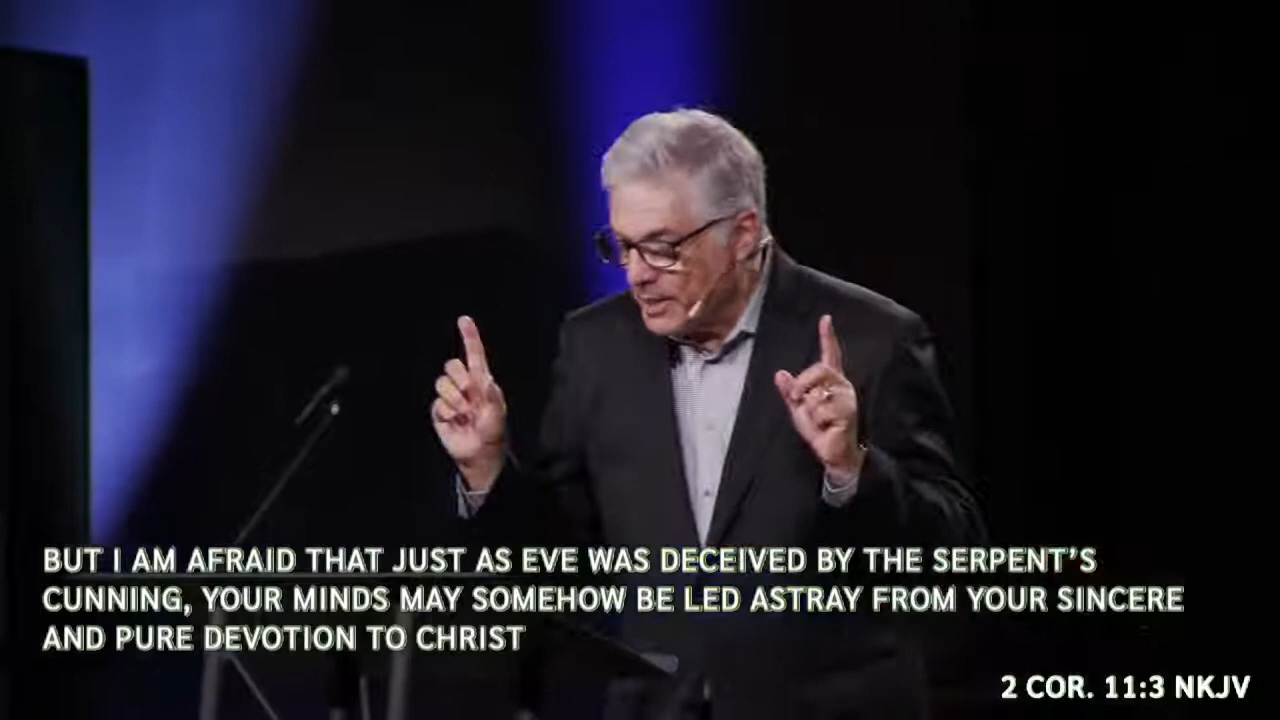 BUT I AM AFRAID THAT JUST AS EVE WAS DECEIVED BY THE SERPENT’S
CUNNING, YOUR MINDS MAY SOMEHOW BE LED ASTRAY FROM YOUR SINCERE
AND PURE DEVOTION TO CHRIST
2 COR. 11:3 NKJV